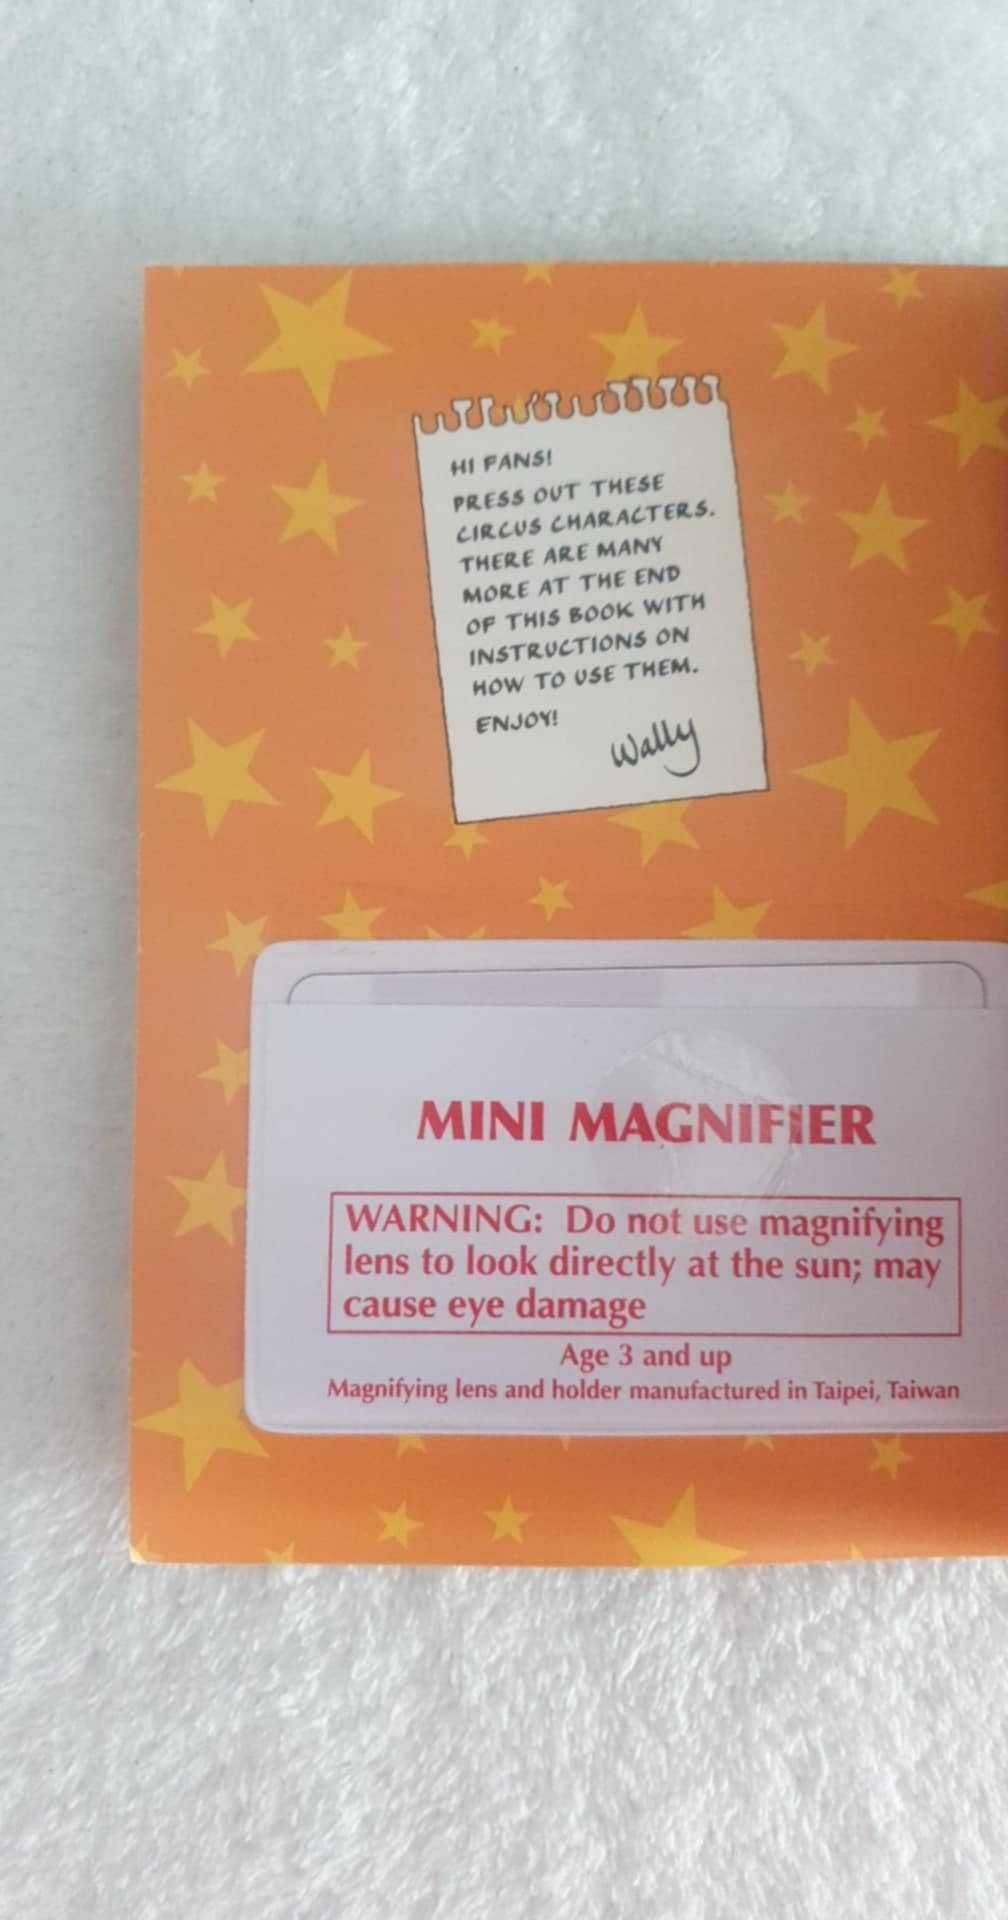 HI FANS!
PRESS OUT THESE
CIRCUS CHARACTERS.
THERE ARE MANY
MORE AT THE END
OF THIS BOOK WITH
INSTRUCTIONS ON
HOW TO USE THEM.
ENJOY!
Wally
MINI MAGNIFIER
WARNING: Do not use magnifying
lens to look directly at the sun; may
cause eye damage
Age 3 and up
Magnifying lens and holder manufactured in Taipei, Taiwan